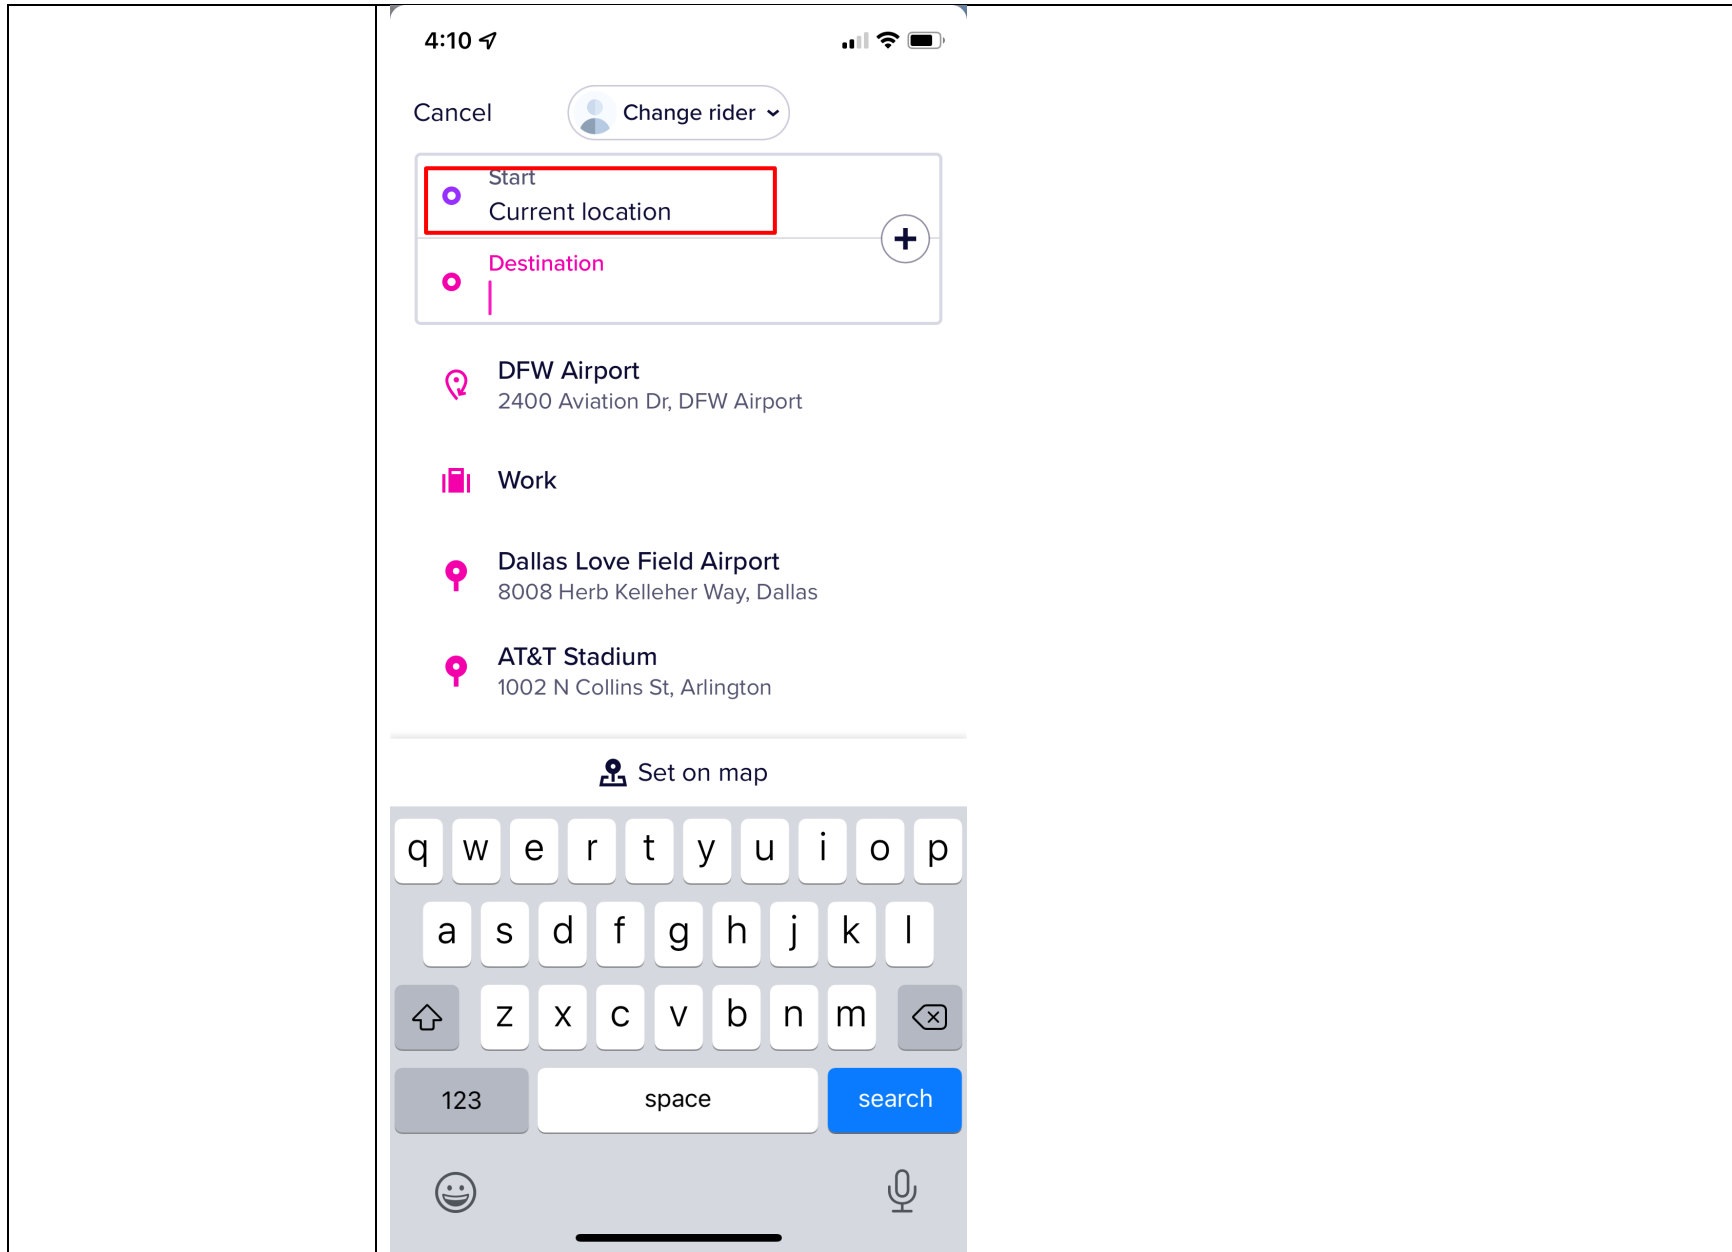 4:10
Cancel
Change rider
Start
Current location
Destination
DFW Airport
2400 Aviation Dr, DFW Airport
Work
Dallas Love Field Airport
8008 Herb Kelleher Way, Dallas
AT&T Stadium
1002 N Collins St, Arlington
Set on map
q w e r t y u i o p
a s d f g h j k l
z x c v b n m
123 space search